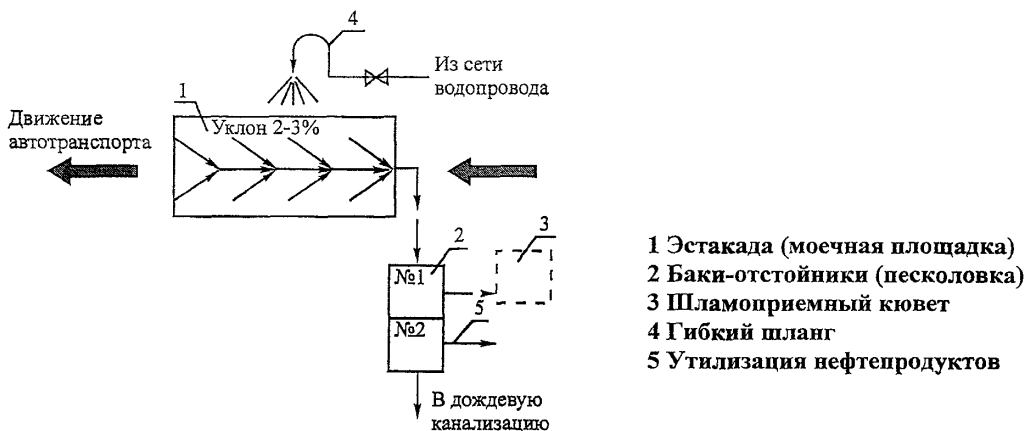 4
Из сети
водопровода
1
Движение
автотранспорта
Уклон 2-3%
2
3
№1
5
№2
В дождевую
канализацию
1 Эстакада (моечная площадка)
2 Баки-отстойники (песколовка)
3 Шламоприемный кювет
4 Гибкий шланг
5 Утилизация нефтепродуктов